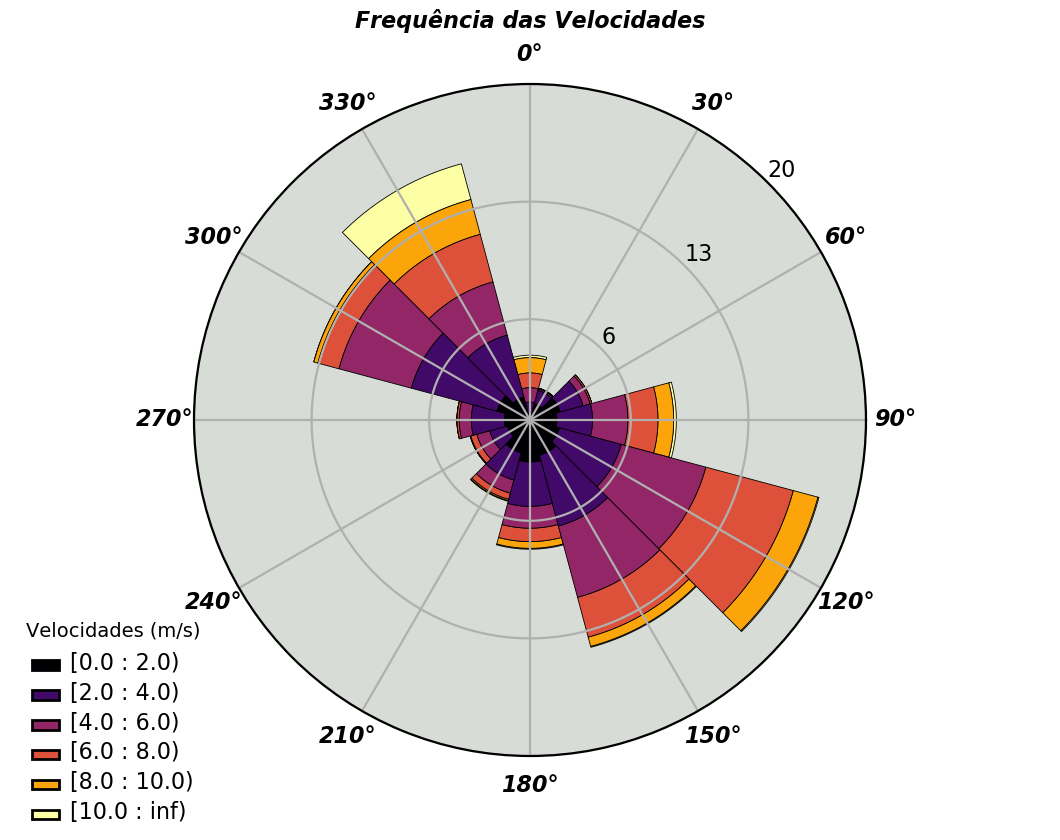 Frequência das Velocidades
0°
330°
30°
20
300°
60°
13
6
270°
90°
240°
120°
210°
150°
180°
Velocidades (m/s)
[0.0 : 2.0)
[2.0 : 4.0)
[4.0 : 6.0)
[6.0 : 8.0)
[8.0 : 10.0)
[10.0 : inf)